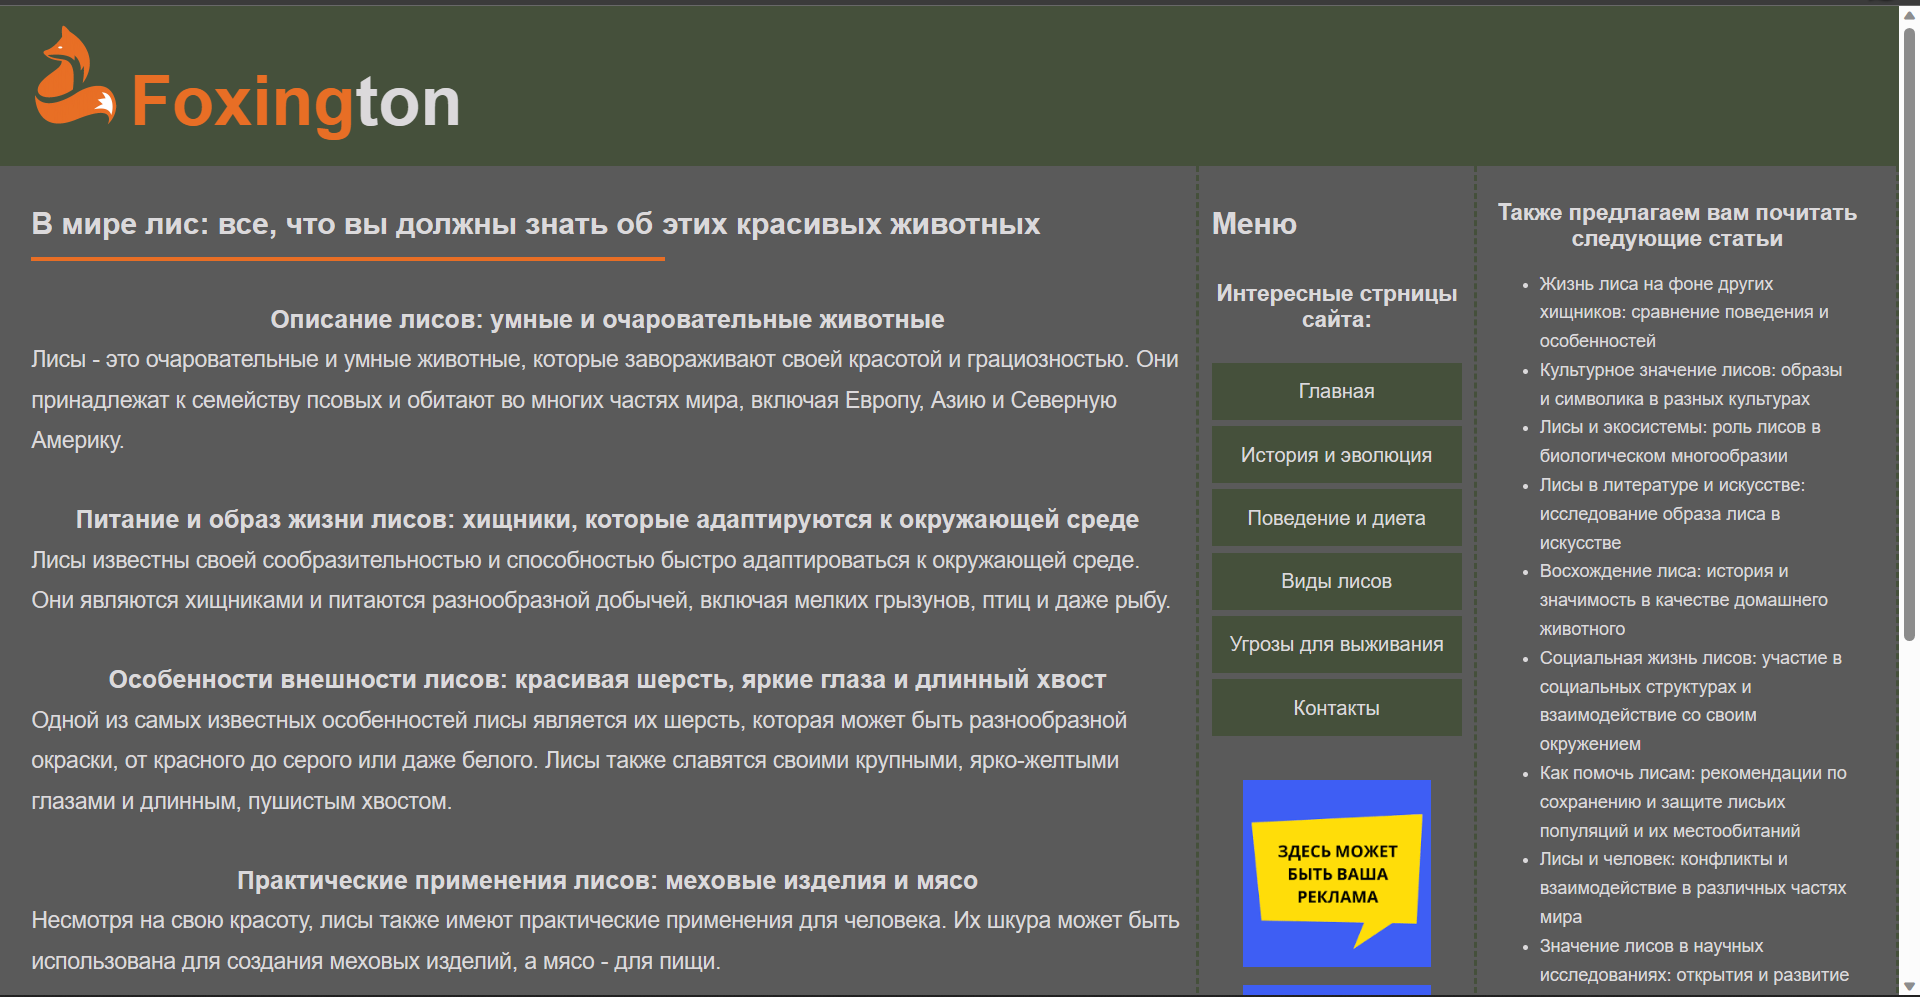 Foxington
В мире лис: все, что вы должны знать об этих красивых животных
Описание лисов: умные и очаровательные животные
Лисы - это очаровательные и умные животные, которые завораживают своей красотой и грациозностью. Они
принадлежат к семейству псовых и обитают во многих частях мира, включая Европу, Азию и Северную
Америку.
Питание и образ жизни лисов: хищники, которые адаптируются к окружающей среде
Лисы известны своей сообразительностью и способностью быстро адаптироваться к окружающей среде.
Они являются хищниками и питаются разнообразной добычей, включая мелких грызунов, птиц и даже рыбу.
Особенности внешности лисов: красивая шерсть, яркие глаза и длинный хвост
Одной из самых известных особенностей лисы является их шерсть, которая может быть разнообразной
окраски, от красного до серого или даже белого. Лисы также славятся своими крупными, ярко-желтыми
глазами и длинным, пушистым хвостом.
Практические применения лисов: меховые изделия и мясо
Несмотря на свою красоту, лисы также имеют практические применения для человека. Их шкура может быть
использована для создания меховых изделий, а мясо - для пищи.
Меню
Интересные стрницы
сайта:
Главная
История и эволюция
Поведение и диета
Виды лисов
Угрозы для выживания
Контакты
ЗДЕСЬ МОЖЕТ
БЫТЬ ВАША
РЕКЛАМА
Также предлагаем вам почитать
следующие статьи
• Жизнь лиса на фоне других
хищников: сравнение поведения и
особенностей
• Культурное значение лисов: образы
и символика в разных культурах
• Лисы и экосистемы: роль лисов в
биологическом многообразии
• Лисы в литературе и искусстве:
исследование образа лиса в
искусстве
• Восхождение лиса: история и
значимость в качестве домашнего
животного
• Социальная жизнь лисов: участие в
социальных структурах и
взаимодействие со своим
окружением
• Как помочь лисам: рекомендации по
сохранению и защите лисьих
популяций и их местообитаний
• Лисы и человек: конфликты и
взаимодействие в различных частях
мира
• Значение лисов в научных
исследованиях: открытия и развитие